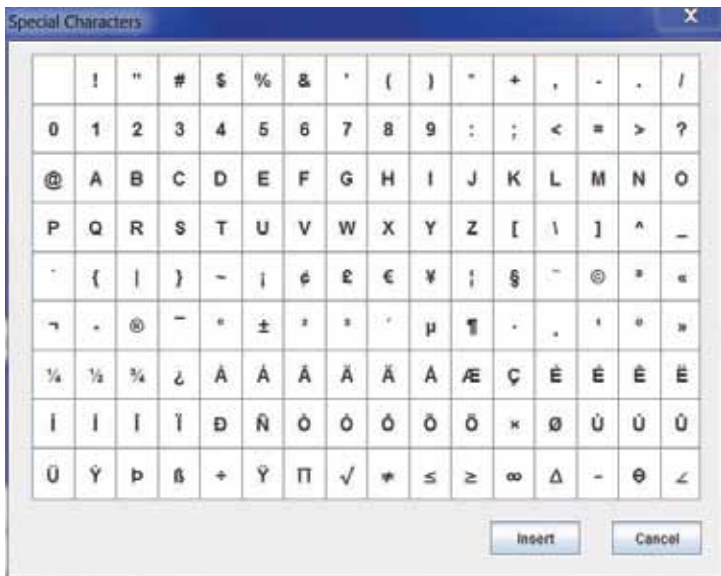 Special Characters X
! " # $ % & ' ( ) * + , - . /
0 1 2 3 4 5 6 7 8 9 : ; < = > ?
@ A B C D E F G H I J K L M N O
P Q R S T U V W X Y Z [ \ ] ^ _
` { | } ~ ¡ ¢ £ € ¥ ¦ § ¨ © ª «
¬ ® ¯ ° ± ² ³ ´ µ ¶ · ¸ ¹ º »
¼ ½ ¾ ¿ À Á Â Ã Ä Å Æ Ç È É Ê Ë
Í Î Ï Ð Ñ Ò Ó Ô Õ Ö × Ø Ù Ú Û
Ü Þ ß ÷ Ÿ Π √ ≠ ≤ ≥ ∞ Δ - Θ ∠
Insert Cancel